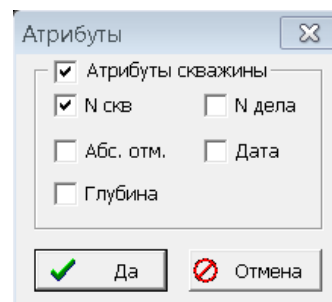 Атрибуты
Атрибуты скважины
N скв N дела
Абс. отм. Дата
Глубина
Да Отмена